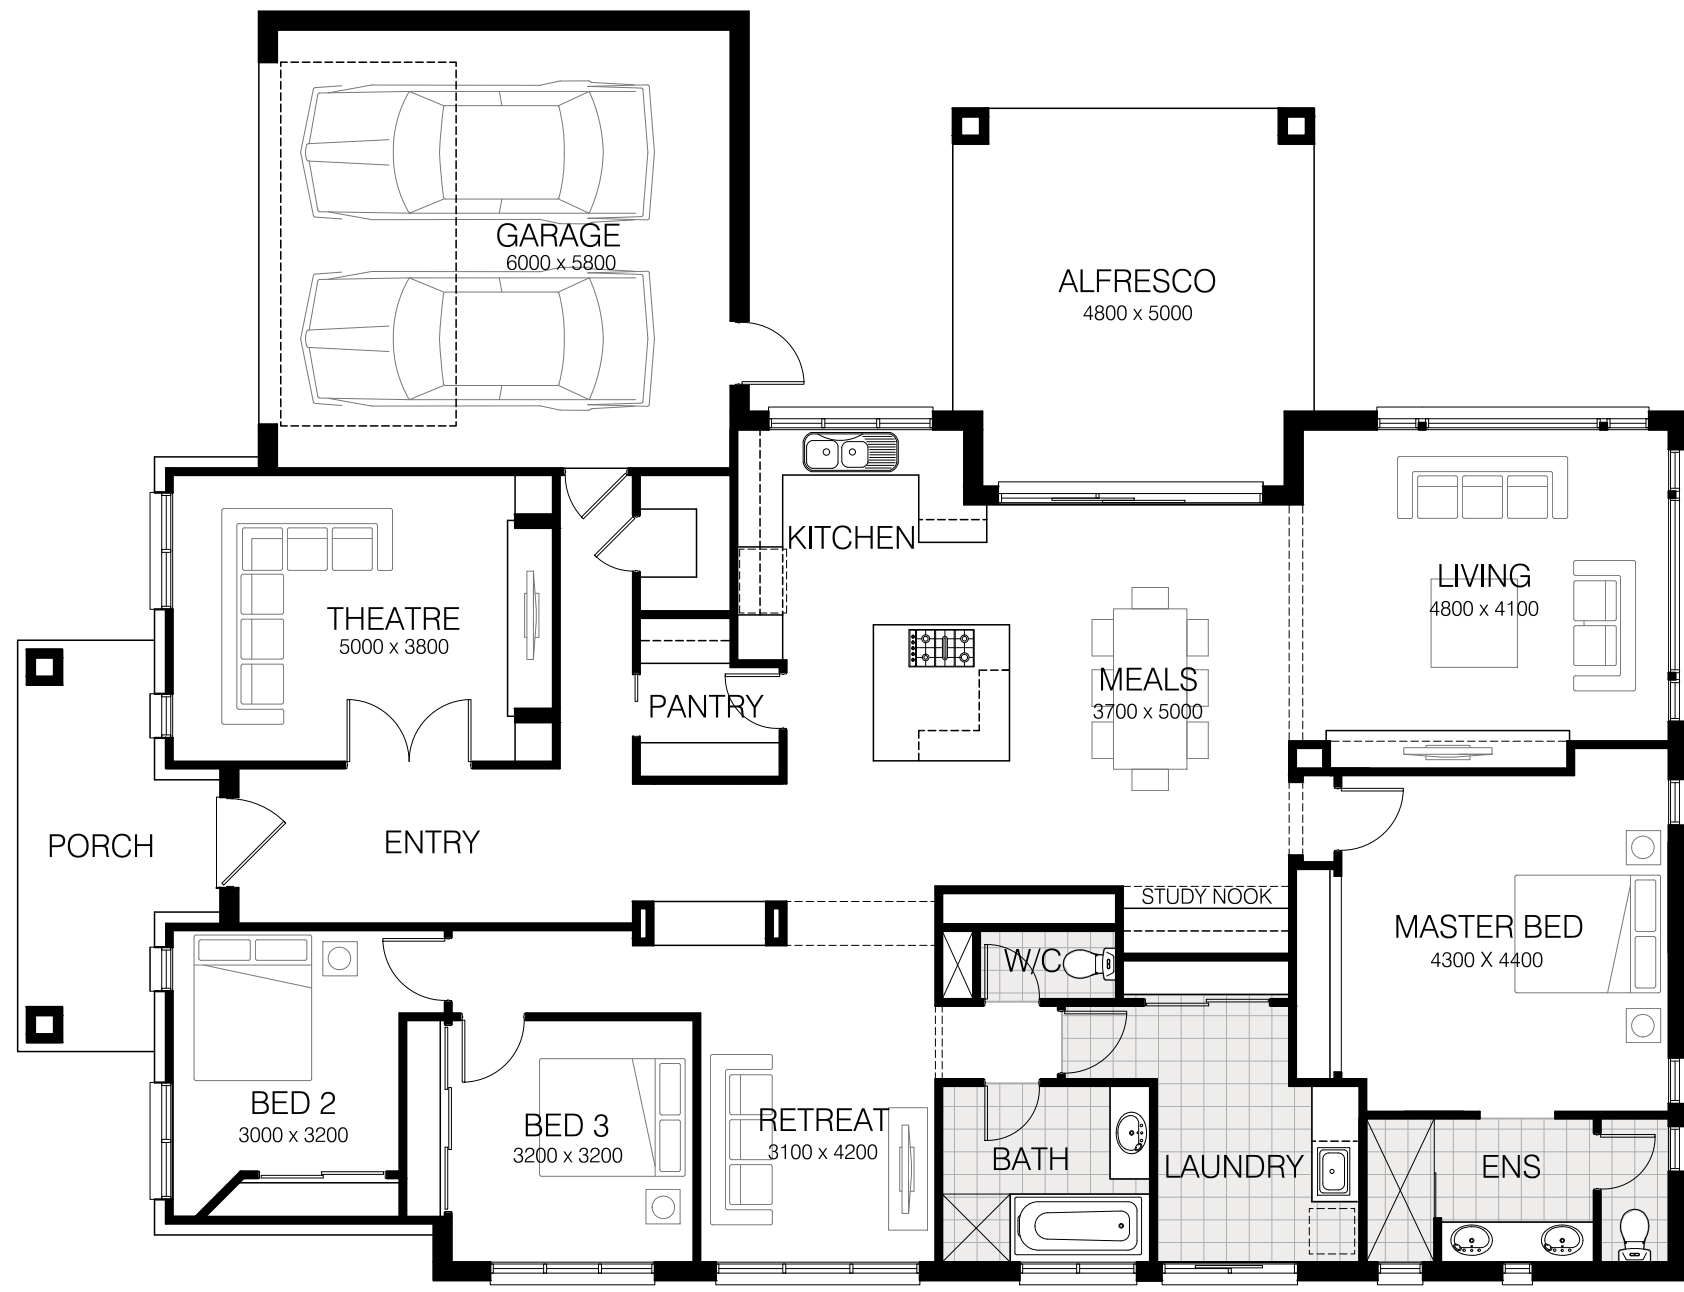 GARAGE
6000 x 5800
ALFRESCO
4800 x 5000
KITCHEN
LIVING
4800 x 4100
THEATRE
5000 x 3800
PANTRY
MEALS
3700 x 5000
PORCH
ENTRY
STUDY NOOK
MASTER BED
4300 X 4400
W/C
BED 2
3000 x 3200
BED 3
3200 x 3200
RETREAT
3100 x 4200
BATH
LAUNDRY
ENS